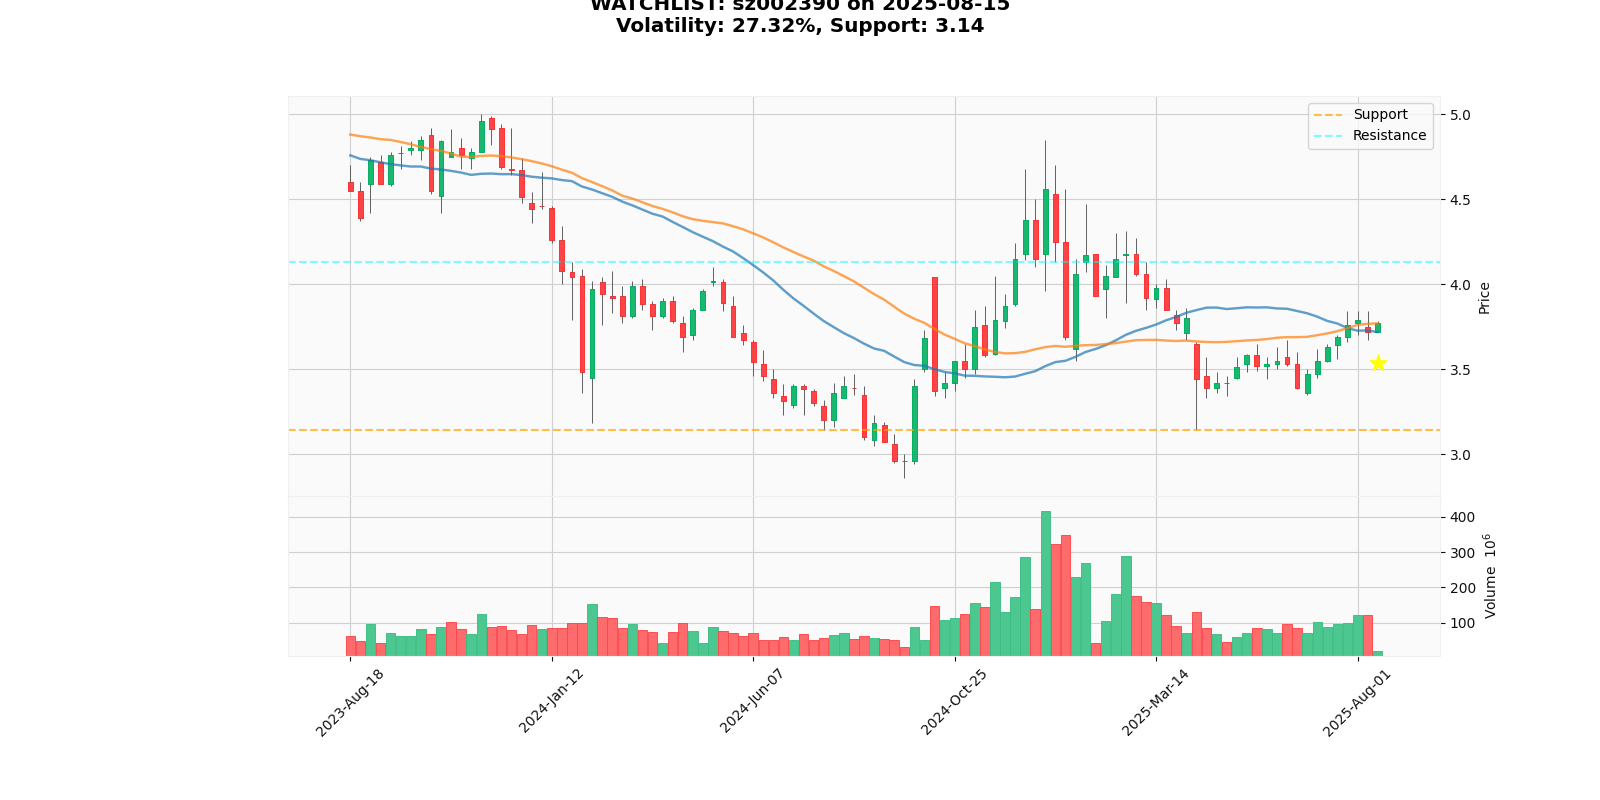 WATCHLIST: sz002390 on 2025-08-15
Volatility: 27.32%, Support: 3.14
Support
Resistance
5.0
4.5
4.0
3.5
3.0
Price
400
300
200
100
Volume 10⁶
2023-Aug-18
2024-Jan-12
2024-Jun-07
2024-Oct-25
2025-Mar-14
2025-Aug-01